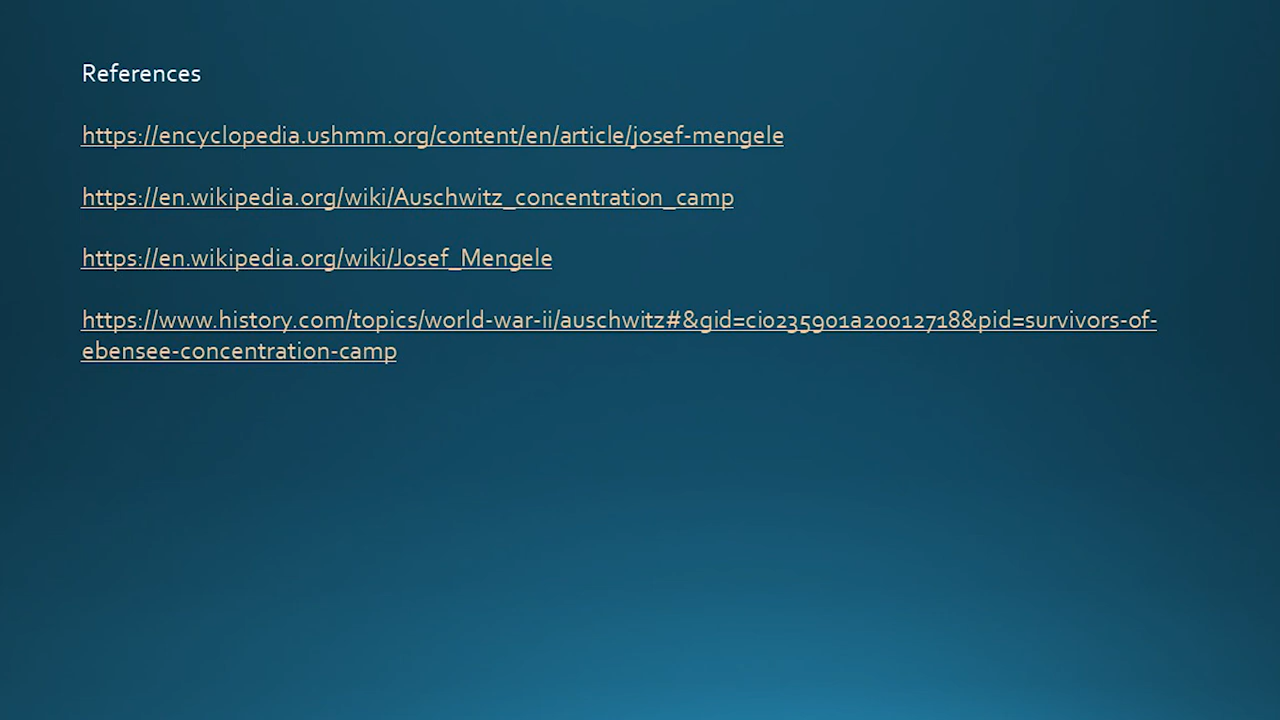 References
https://encyclopedia.ushmm.org/content/en/article/josef-mengele
https://en.wikipedia.org/wiki/Auschwitz_concentration_camp
https://en.wikipedia.org/wiki/Josef_Mengele
https://www.history.com/topics/world-war-ii/auschwitz#&gid=ci0235901a20012718&pid=survivors-of-
ebensee-concentration-camp